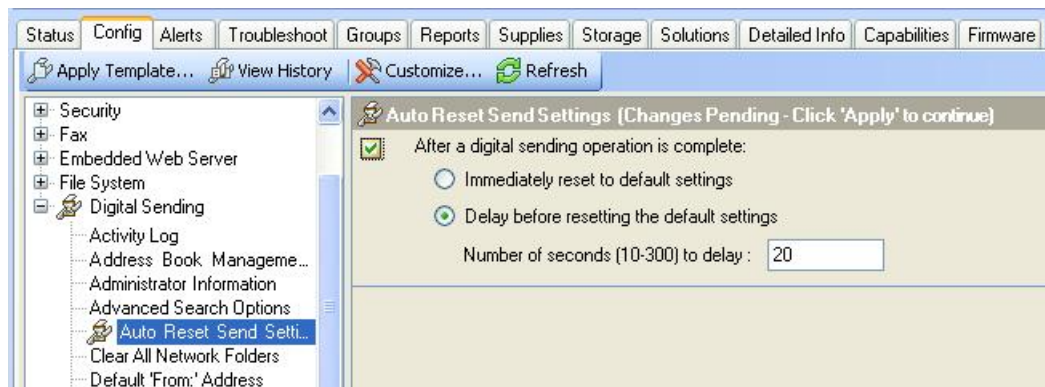 Status Config Alerts Troubleshoot Groups Reports Supplies Storage Solutions Detailed Info Capabilities Firmware
Apply Template... View History Customize... Refresh
Security
Fax
Embedded Web Server
File System
Digital Sending
Activity Log
Address Book Manageme...
Administrator Information
Advanced Search Options
Auto Reset Send Setti...
Clear All Network Folders
Default 'From:' Address
Auto Reset Send Settings (Changes Pending - Click 'Apply' to continue)
After a digital sending operation is complete:
Immediately reset to default settings
Delay before resetting the default settings
Number of seconds (10-300) to delay : 20